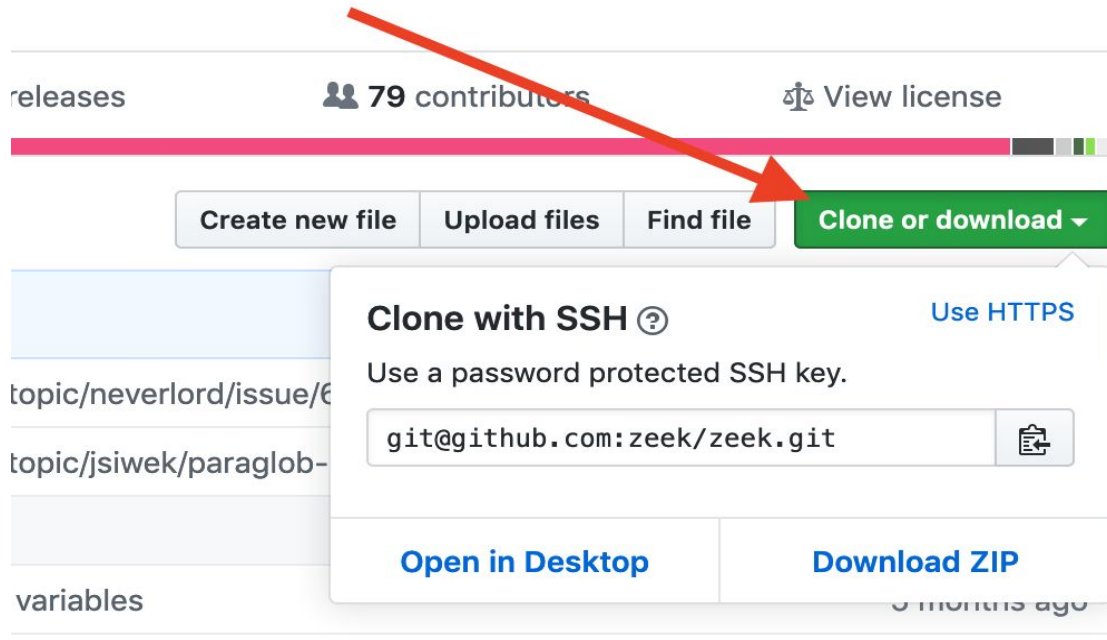 releases 79 contributors View license
Create new file Upload files Find file Clone or download
Clone with SSH Use HTTPS
Use a password protected SSH key.
topic/neverlord/issue/6
git@github.com:zeek/zeek.git
topic/jsiwek/paraglob-
Open in Desktop Download ZIP
variables months ago